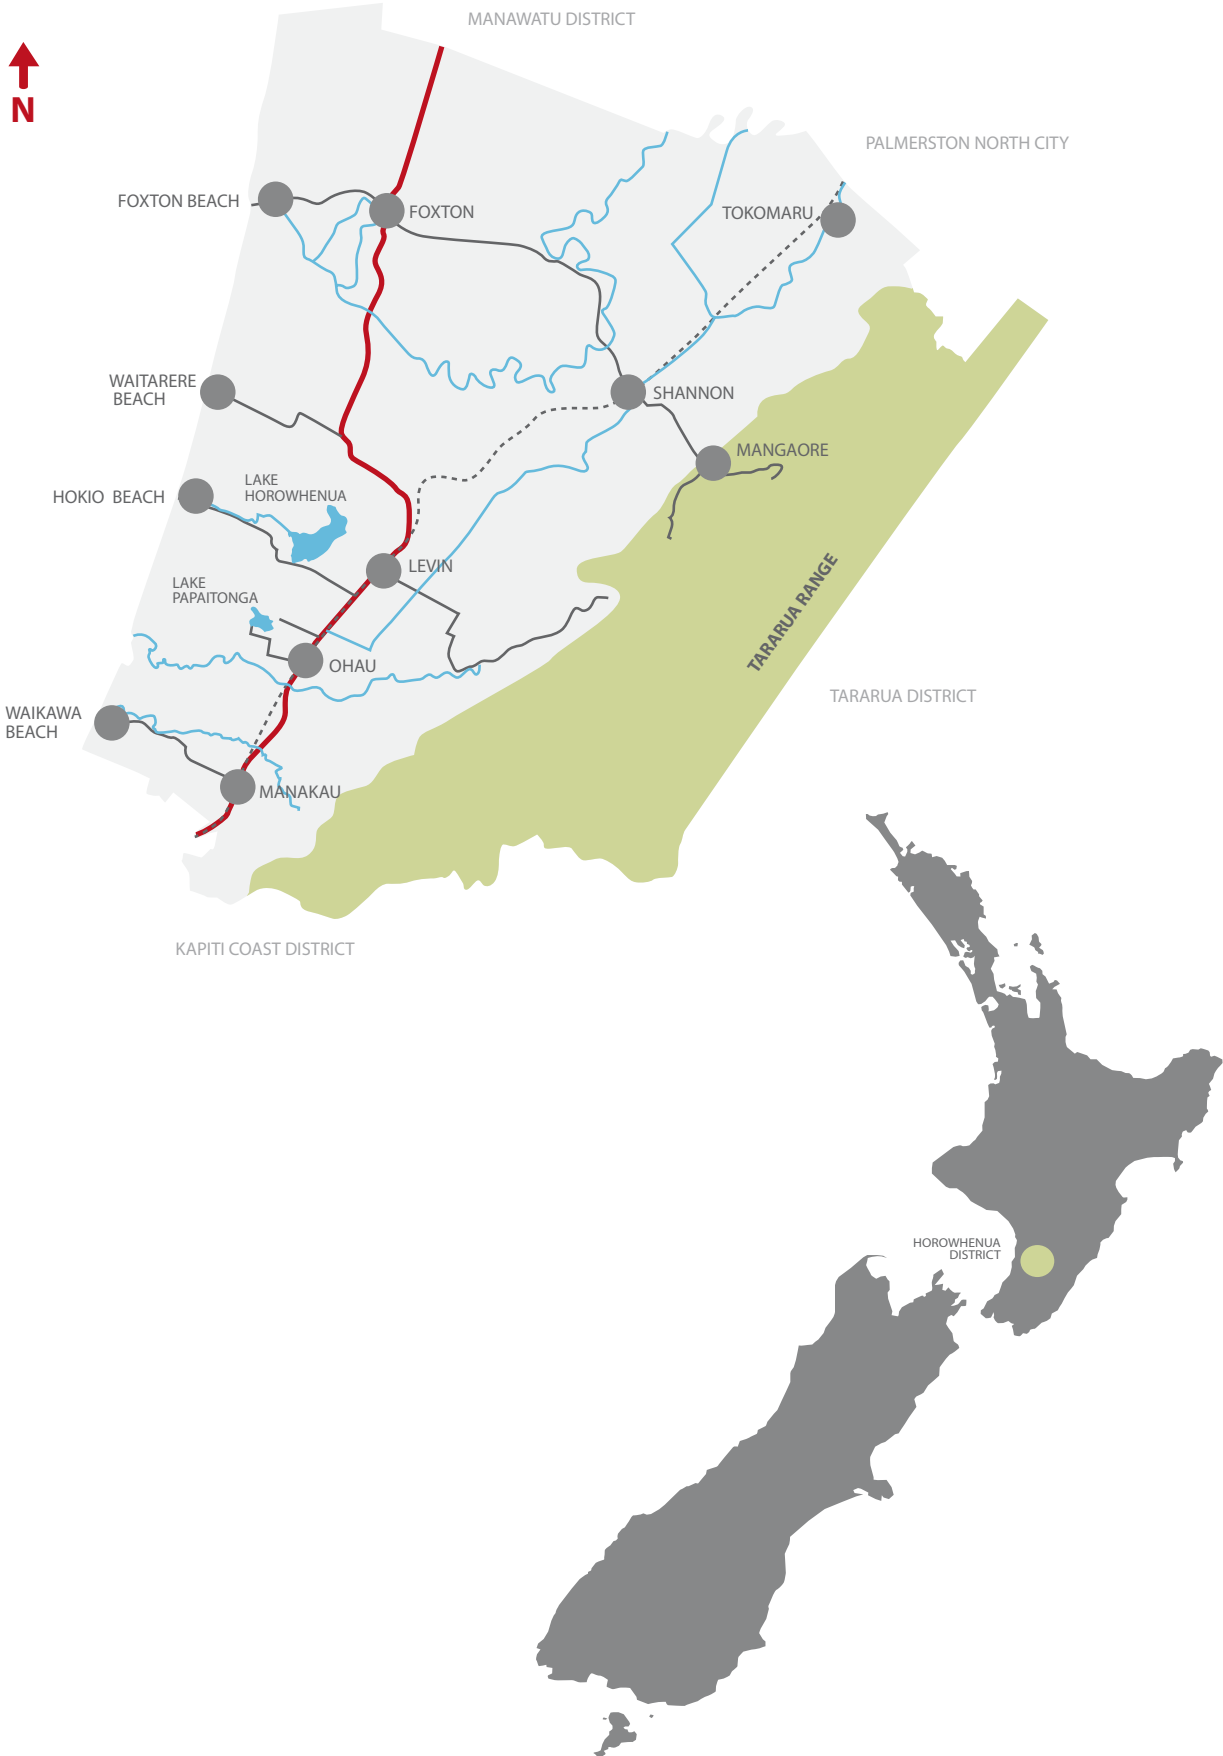 MANAWATU DISTRICT
N
PALMERSTON NORTH CITY
FOXTON BEACH
FOXTON
TOKOMARU
WAITARERE
BEACH
SHANNON
MANGAORE
LAKE
HOROWHENUA
HOKIO BEACH
LEVIN
LAKE
PAPAITONGA
TARARUA RANGE
OHAU
TARARUA DISTRICT
WAIKAWA
BEACH
MANAKAU
KAPITI COAST DISTRICT
HOROWHENUA
DISTRICT